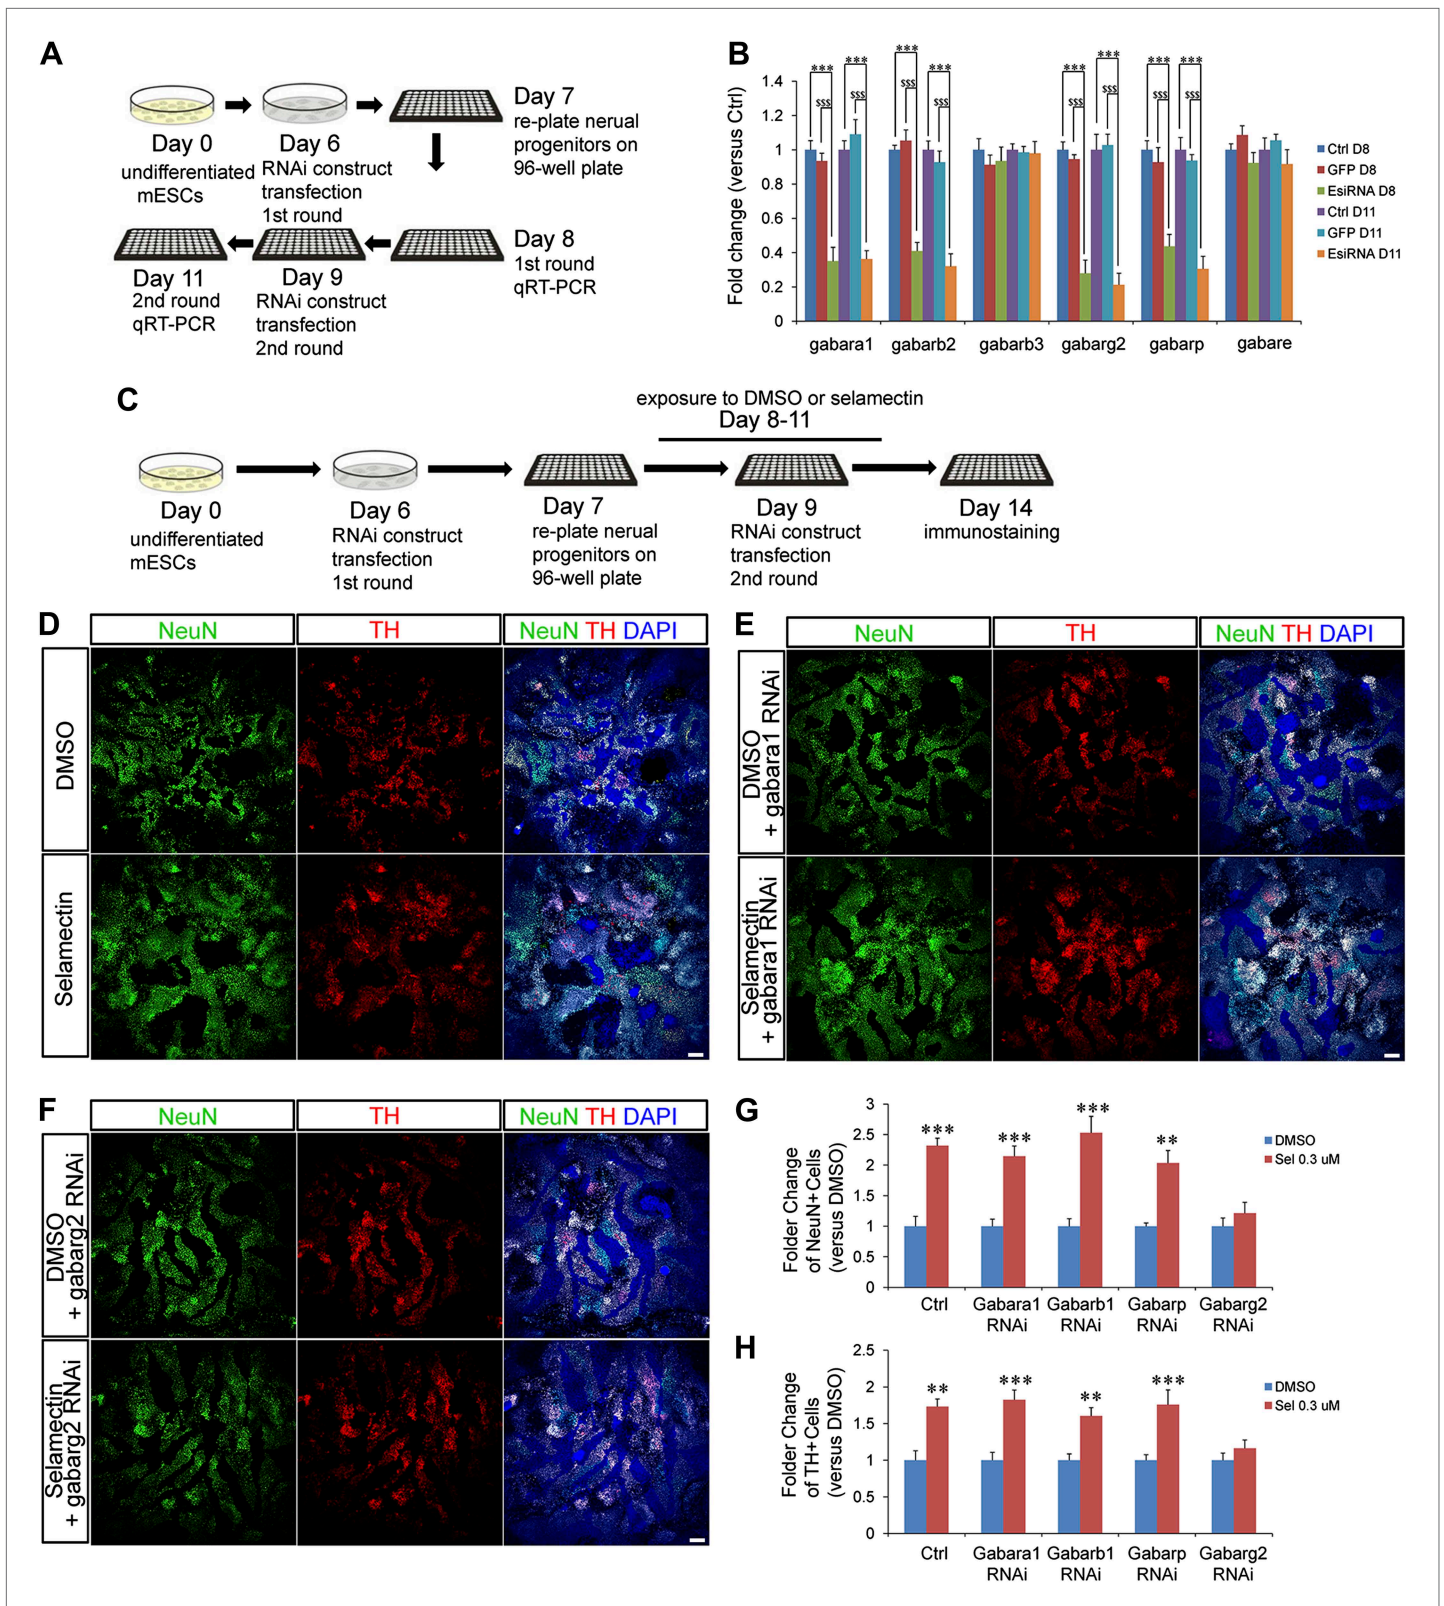 A
Day 0
undifferentiated
mESCs
Day 6
RNAi construct
transfection
1st round
Day 7
re-plate nerual
progenitors on
96-well plate
Day 8
1st round
qRT-PCR
Day 9
RNAi construct
transfection
2nd round
Day 11
2nd round
qRT-PCR
B
Fold change (versus Ctrl)
1.4
1.2
1
0.8
0.6
0.4
0.2
0
*** *** *** *** *** *** *** ***
$$$ $$$ $$$ $$$ $$$ $$$ $$$ $$$
gabara1 gabarb2 gabarb3 gabarg2 gabarp gabare
Ctrl D8
GFP D8
EsiRNA D8
Ctrl D11
GFP D11
EsiRNA D11
C
exposure to DMSO or selamectin
Day 8-11
Day 0
undifferentiated
mESCs
Day 6
RNAi construct
transfection
1st round
Day 7
re-plate nerual
progenitors on
96-well plate
Day 9
RNAi construct
transfection
2nd round
Day 14
immunostaining
D
NeuN TH NeuN TH DAPI
DMSO
Selamectin
E
NeuN TH NeuN TH DAPI
DMSO
+ gabara1 RNAi
Selamectin
+ gabara1 RNAi
F
NeuN TH NeuN TH DAPI
DMSO
+ gabarg2 RNAi
Selamectin
+ gabarg2 RNAi
G
Folder Change
of NeuN+Cells
(versus DMSO)
3
2.5
2
1.5
1
0.5
0
*** *** *** **
DMSO
Sel 0.3 uM
Ctrl Gabara1 Gabarb1 Gabarp Gabarg2
RNAi RNAi RNAi RNAi
H
Folder Change
of TH+Cells
(versus DMSO)
2.5
2
1.5
1
0.5
0
** *** ** ***
DMSO
Sel 0.3 uM
Ctrl Gabara1 Gabarb1 Gabarp Gabarg2
RNAi RNAi RNAi RNAi